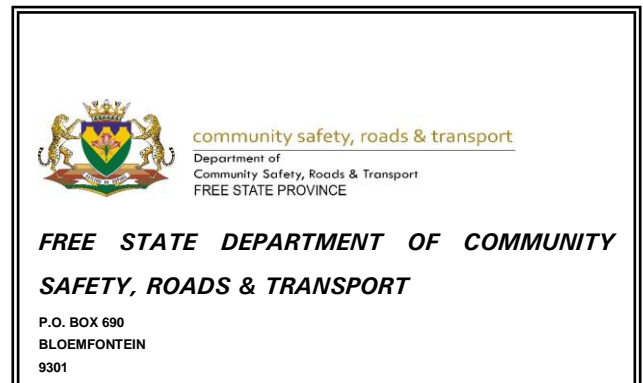 community safety, roads & transport
Department of
Community Safety, Roads & Transport
FREE STATE PROVINCE
FREE STATE DEPARTMENT OF COMMUNITY
SAFETY, ROADS & TRANSPORT
P.O. BOX 690
BLOEMFONTEIN
9301